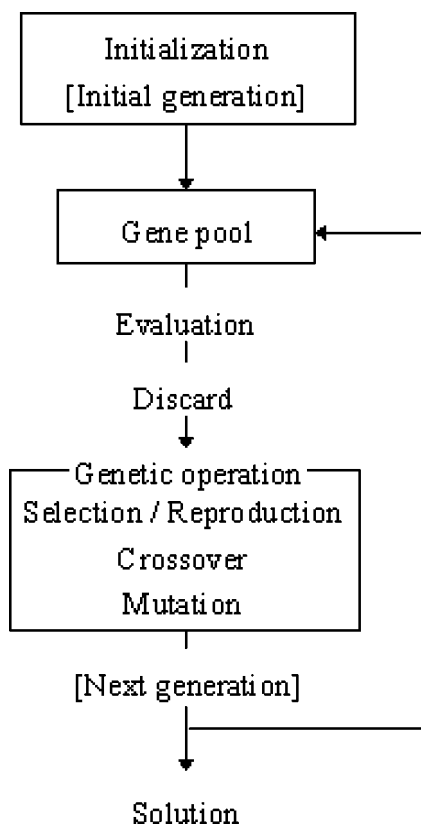 Initialization
[Initial generation]
Gene pool
Evaluation
Discard
Genetic operation
Selection / Reproduction
Crossover
Mutation
[Next generation]
Solution